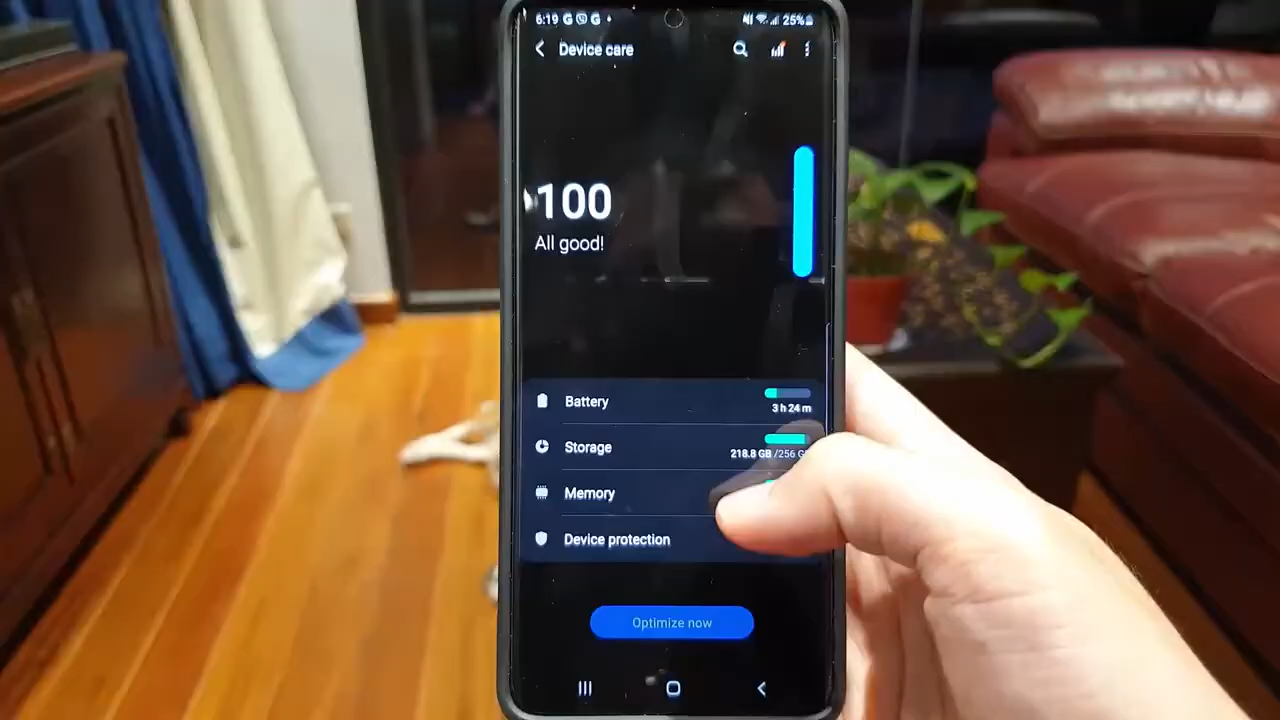 6:19 G G 25%
Device care
100
All good!
Battery
3 h 24 m
Storage
218.8 GB /256 G
Memory
Device protection
Optimize now